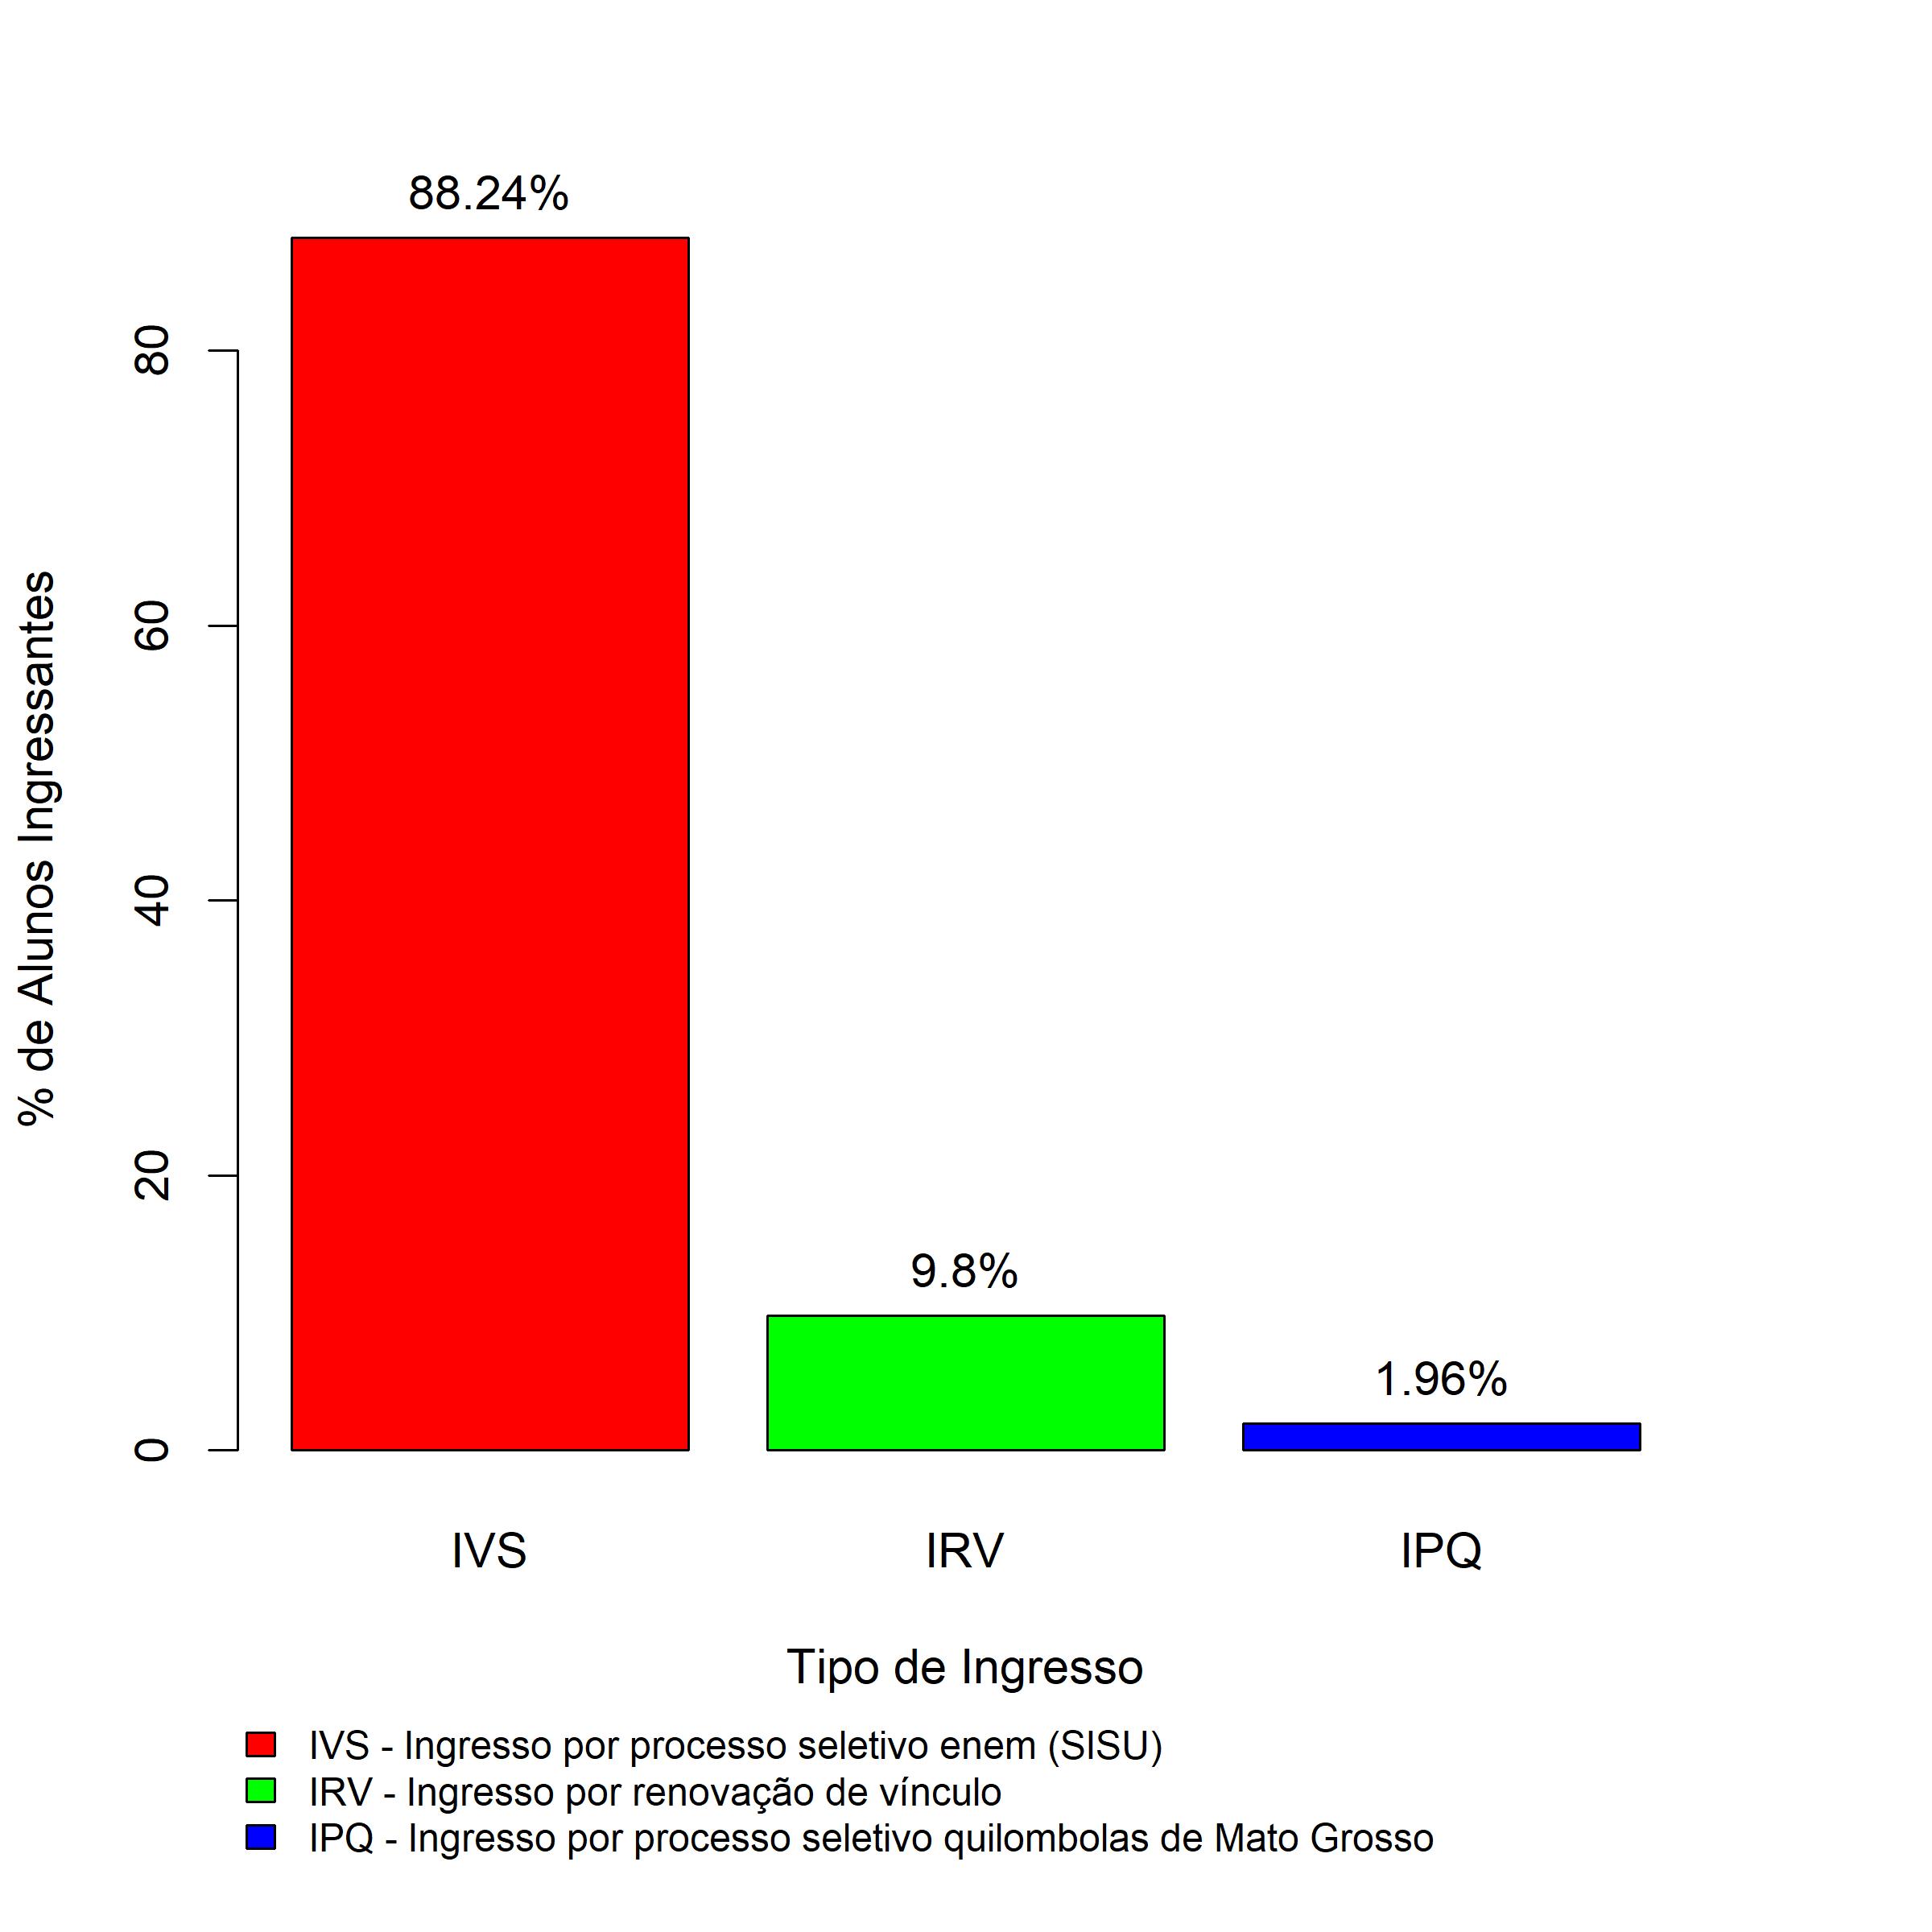 88.24%
9.8%
1.96%
80
60
40
20
0
% de Alunos Ingressantes
IVS
IRV
IPQ
Tipo de Ingresso
IVS - Ingresso por processo seletivo enem (SISU)
IRV - Ingresso por renovação de vínculo
IPQ - Ingresso por processo seletivo quilombolas de Mato Grosso